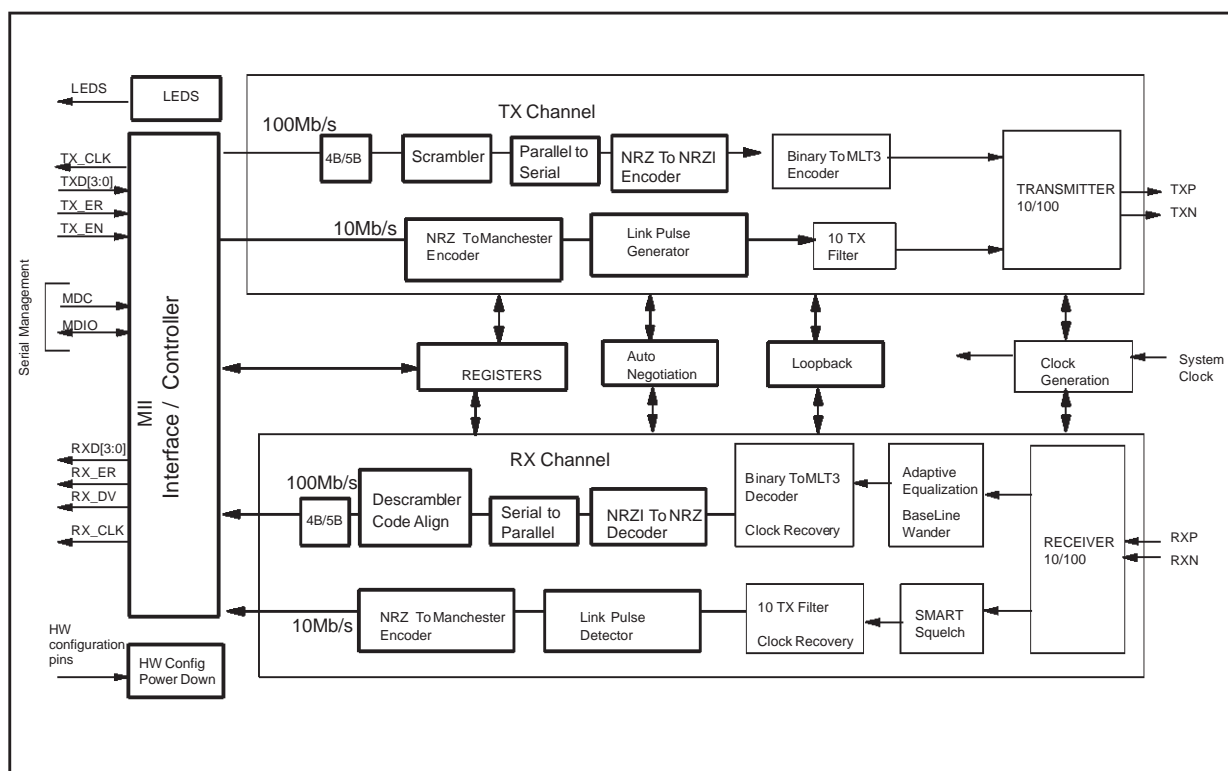 LEDS
LEDS
TX_CLK
TXD[3:0]
TX_ER
TX_EN
Serial Management
MDC
MDIO
MII
Interface / Controller
RXD[3:0]
RX_ER
RX_DV
RX_CLK
HW
configuration
pins
HW Config
Power Down
TX Channel
100Mb/s
4B/5B
Scrambler
Parallel to
Serial
NRZ To NRZI
Encoder
Binary To MLT3
Encoder
TRANSMITTER
10/100
TXP
TXN
10Mb/s
NRZ To Manchester
Encoder
Link Pulse
Generator
10 TX
Filter
REGISTERS
Auto
Negotiation
Loopback
Clock
Generation
System
Clock
RX Channel
100Mb/s
4B/5B
Descrambler
Code Align
Serial to
Parallel
NRZI To NRZ
Decoder
Binary To MLT3
Decoder
Clock Recovery
Adaptive
Equalization
BaseLine
Wander
RECEIVER
10/100
RXP
RXN
10Mb/s
NRZ To Manchester
Encoder
Link Pulse
Detector
10 TX Filter
Clock Recovery
SMART
Squelch